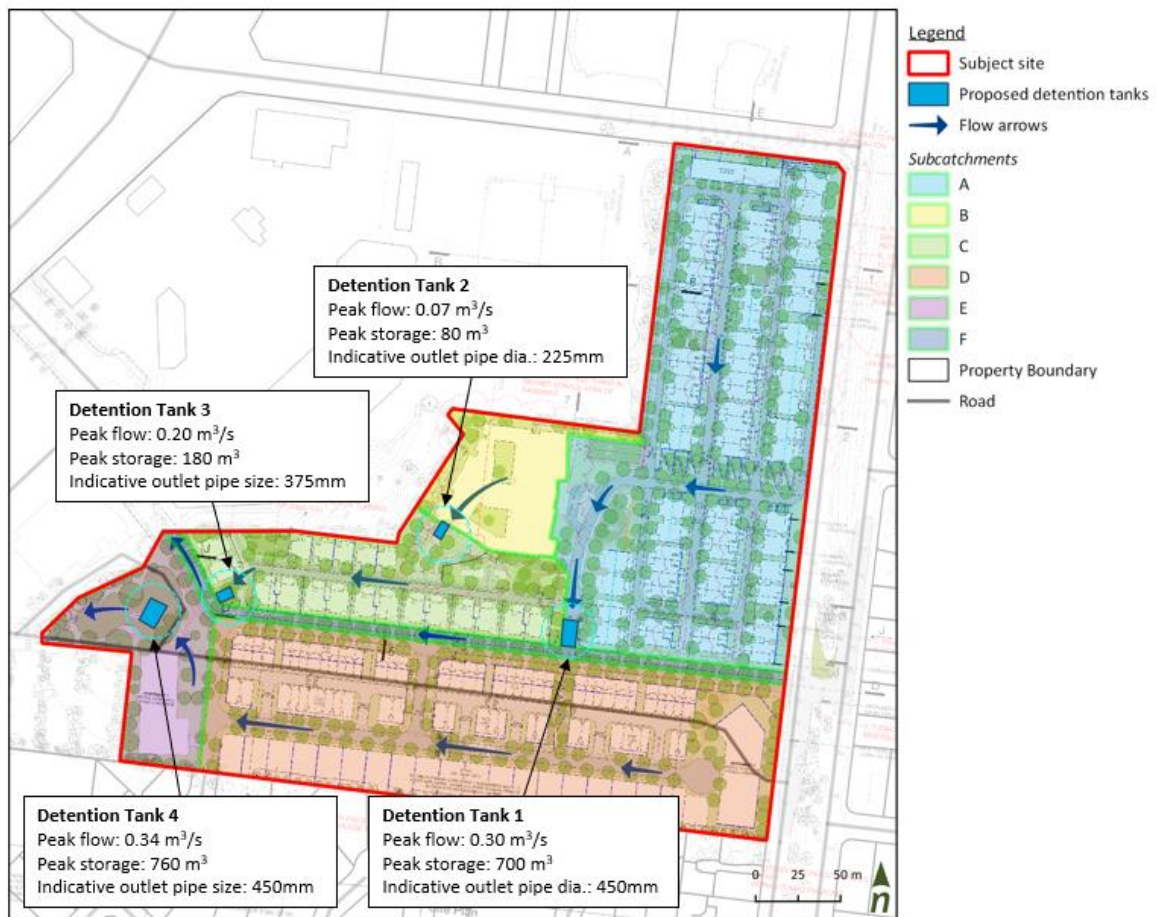 Legend
Subject site
Proposed detention tanks
Flow arrows
Subcatchments
A
B
C
D
E
F
Property Boundary
Road
Detention Tank 2
Peak flow: 0.07 m³/s
Peak storage: 80 m³
Indicative outlet pipe dia.: 225mm
Detention Tank 3
Peak flow: 0.20 m³/s
Peak storage: 180 m³
Indicative outlet pipe size: 375mm
Detention Tank 4
Peak flow: 0.34 m³/s
Peak storage: 760 m³
Indicative outlet pipe size: 450mm
Detention Tank 1
Peak flow: 0.30 m³/s
Peak storage: 700 m³
Indicative outlet pipe dia.: 450mm
0 25 50 m
n
A
E
B
7
1
2